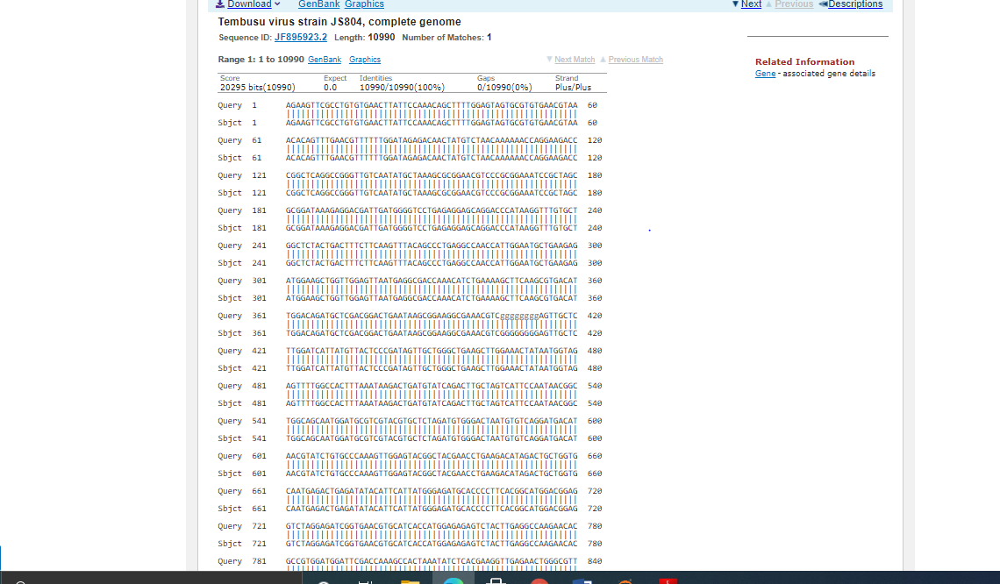 Download GenBank Graphics Next Previous Descriptions
Tembusu virus strain JS804, complete genome
Sequence ID: JF895923.2 Length: 10990 Number of Matches: 1
Range 1: 1 to 10990 GenBank Graphics Next Match Previous Match
Related Information
Gene - associated gene details
Score Expect Identities Gaps Strand
20295 bits(10990) 0.0 10990/10990(100%) 0/10990(0%) Plus/Plus
Query 1 AGAAGTTCGCCTGTGTGAACTTATTCCAAACAGCTTTTGGAGTAGTGCGTGTGAACGTAA 60
Sbjct 1 AGAAGTTCGCCTGTGTGAACTTATTCCAAACAGCTTTTGGAGTAGTGCGTGTGAACGTAA 60
Query 61 ACACAGTTTGAACGTTTTTTGGATAGAGACAACTATGTCTAACAAAAAACCAGGAAGACC 120
Sbjct 61 ACACAGTTTGAACGTTTTTTGGATAGAGACAACTATGTCTAACAAAAAACCAGGAAGACC 120
Query 121 CGGCTCAGGCCGGGTTGTCAATATGCTAAAGCGCGGAACGTCCCGCGGAAATCCGCTAGC 180
Sbjct 121 CGGCTCAGGCCGGGTTGTCAATATGCTAAAGCGCGGAACGTCCCGCGGAAATCCGCTAGC 180
Query 181 GCGGATAAAGAGGACGATTGATGGGGTCCTGAGAGGAGCAGGACCCATAAGGTTTGTGCT 240
Sbjct 181 GCGGATAAAGAGGACGATTGATGGGGTCCTGAGAGGAGCAGGACCCATAAGGTTTGTGCT 240
Query 241 GGCTCTACTGACTTTCTTCAAGTTTACAGCCCTGAGGCCAACCATTGGAATGCTGAAGAG 300
Sbjct 241 GGCTCTACTGACTTTCTTCAAGTTTACAGCCCTGAGGCCAACCATTGGAATGCTGAAGAG 300
Query 301 ATGGAAGCTGGTTGGAGTTAATGAGGCGACCAAACATCTGAAAAGCTTCAAGCGTGACAT 360
Sbjct 301 ATGGAAGCTGGTTGGAGTTAATGAGGCGACCAAACATCTGAAAAGCTTCAAGCGTGACAT 360
Query 361 TGGACAGATGCTCGACGGACTGAATAAGCGGAAGGCGAAACGTCggggggggAGTTGCTC 420
Sbjct 361 TGGACAGATGCTCGACGGACTGAATAAGCGGAAGGCGAAACGTCGGGGGGGGAGTTGCTC 420
Query 421 TTGGATCATTATGTTACTCCCGATAGTTGCTGGGCTGAAGCTTGGAAACTATAATGGTAG 480
Sbjct 421 TTGGATCATTATGTTACTCCCGATAGTTGCTGGGCTGAAGCTTGGAAACTATAATGGTAG 480
Query 481 AGTTTTGGCCACTTTAAATAAGACTGATGTATCAGACTTGCTAGTCATTCCAATAACGGC 540
Sbjct 481 AGTTTTGGCCACTTTAAATAAGACTGATGTATCAGACTTGCTAGTCATTCCAATAACGGC 540
Query 541 TGGCAGCAATGGATGCGTCGTACGTGCTCTAGATGTGGGACTAATGTGTCAGGATGACAT 600
Sbjct 541 TGGCAGCAATGGATGCGTCGTACGTGCTCTAGATGTGGGACTAATGTGTCAGGATGACAT 600
Query 601 AACGTATCTGTGCCCAAAGTTGGAGTACGGCTACGAACCTGAAGACATAGACTGCTGGTG 660
Sbjct 601 AACGTATCTGTGCCCAAAGTTGGAGTACGGCTACGAACCTGAAGACATAGACTGCTGGTG 660
Query 661 CAATGAGACTGAGATATACATTCATTATGGGAGATGCACCCCTTCACGGCATGGACGGAG 720
Sbjct 661 CAATGAGACTGAGATATACATTCATTATGGGAGATGCACCCCTTCACGGCATGGACGGAG 720
Query 721 GTCTAGGAGATCGGTGAACGTGCATCACCATGGAGAGAGTCTACTTGAGGCCAAGAACAC 780
Sbjct 721 GTCTAGGAGATCGGTGAACGTGCATCACCATGGAGAGAGTCTACTTGAGGCCAAGAACAC 780
Query 781 GCCGTGGATGGATTCGACCAAAGCCACTAAATATCTCACGAAGGTTGAGAACTGGGCGTT 840